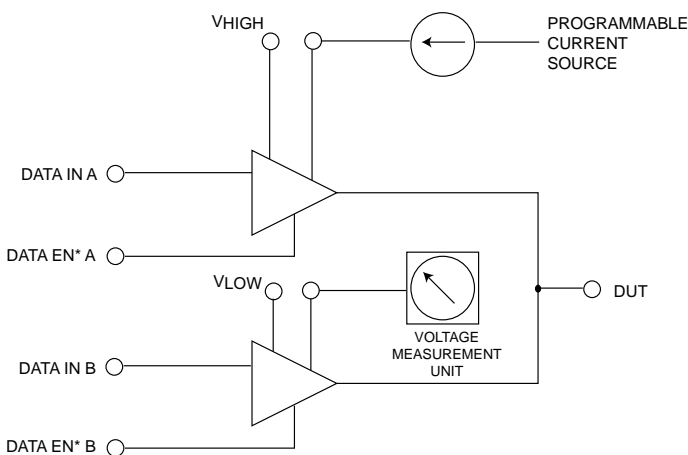 VHIGH
PROGRAMMABLE
CURRENT
SOURCE
DATA IN A
DATA EN* A
VLOW
DUT
VOLTAGE
MEASUREMENT
UNIT
DATA IN B
DATA EN* B